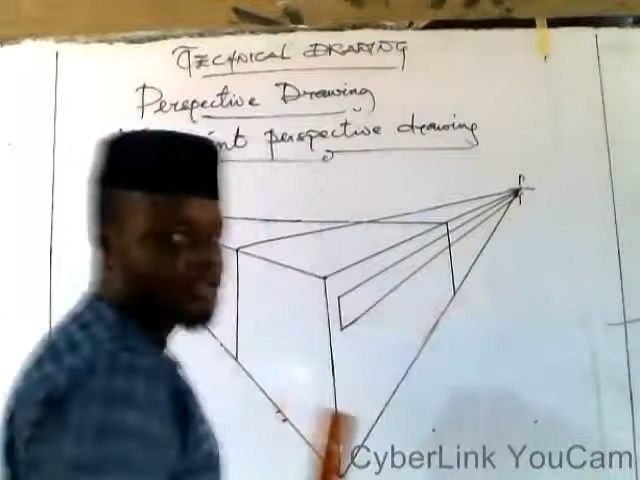 TECHNICAL DRAWING
Perspective Drawing
perspective drawing
P
CyberLink YouCam